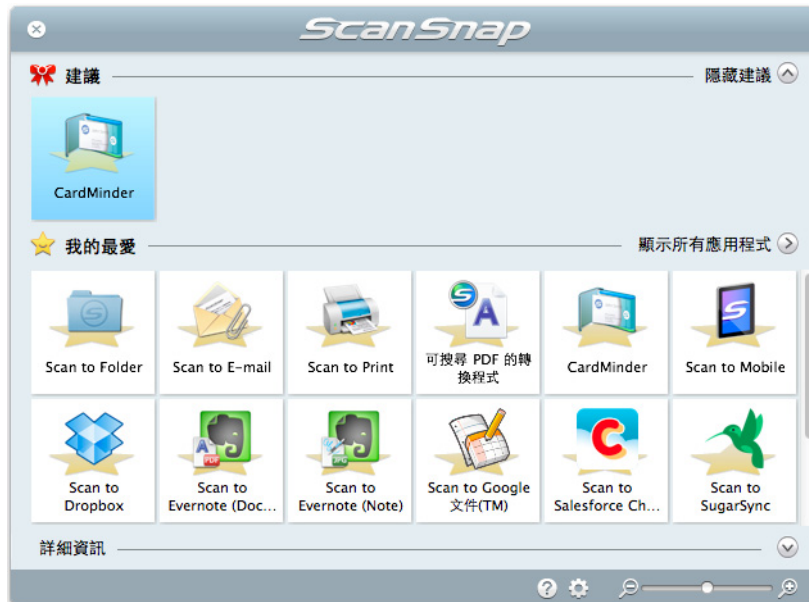 ScanSnap
建議
隱藏建議
CardMinder
我的最愛
顯示所有應用程式
Scan to Folder
Scan to E-mail
Scan to Print
可搜尋 PDF 的轉
換程式
CardMinder
Scan to Mobile
Scan to
Dropbox
Scan to
Evernote (Doc...
Scan to
Evernote (Note)
Scan to Google
文件(TM)
Scan to
Salesforce Ch...
Scan to
SugarSync
詳細資訊